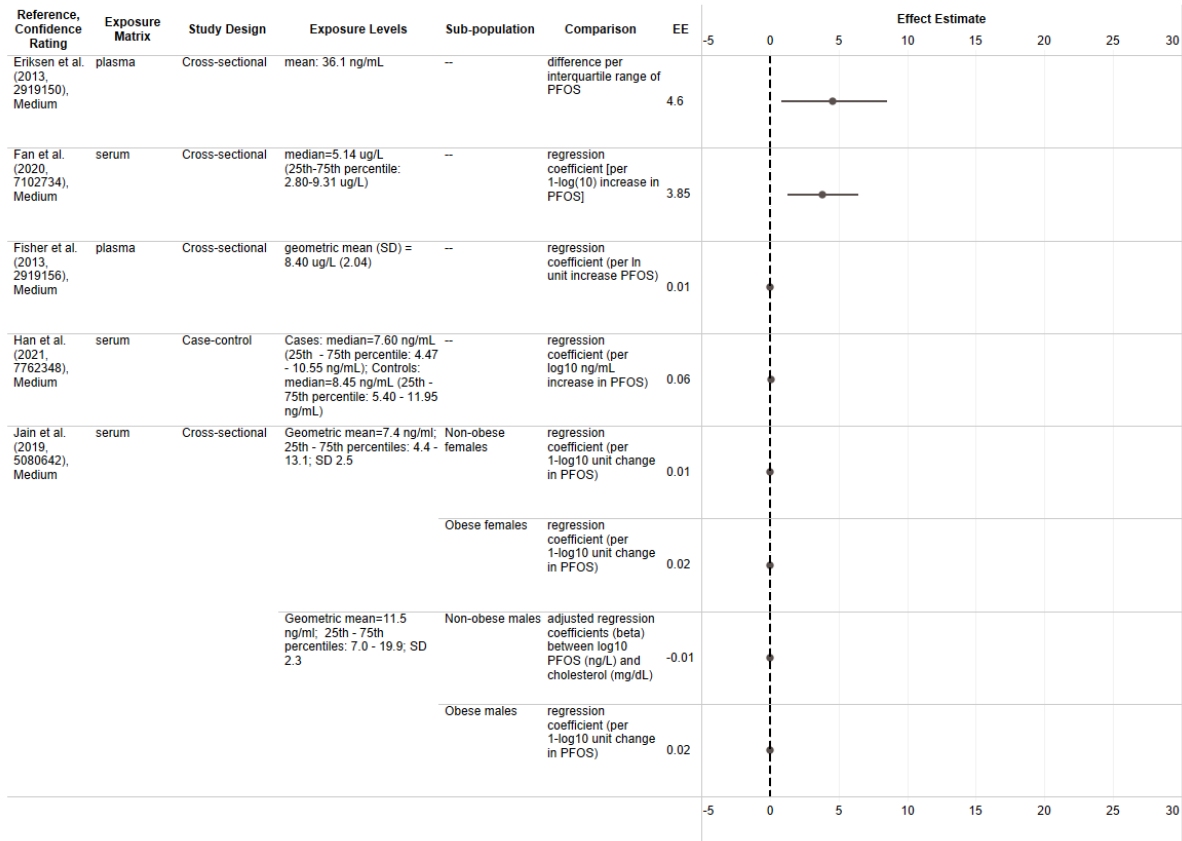 Reference,
Confidence
Rating
Exposure
Matrix
Study Design
Exposure Levels
Sub-population
Comparison
EE
Effect Estimate
-5 0 5 10 15 20 25 30
Eriksen et al.
(2013,
2919150),
Medium
plasma
Cross-sectional
mean: 36.1 ng/mL
--
difference per
interquartile range of
PFOS
4.6
Fan et al.
(2020,
7102734),
Medium
serum
Cross-sectional
median=5.14 ug/L
(25th-75th percentile:
2.80-9.31 ug/L)
--
regression
coefficient [per
1-log(10) increase in
PFOS]
3.85
Fisher et al.
(2013,
2919156),
Medium
plasma
Cross-sectional
geometric mean (SD) =
8.40 ug/L (2.04)
--
regression
coefficient (per ln
unit increase PFOS)
0.01
Han et al.
(2021,
7762348),
Medium
serum
Case-control
Cases: median=7.60 ng/mL
(25th - 75th percentile: 4.47
- 10.55 ng/mL); Controls:
median=8.45 ng/mL (25th -
75th percentile: 5.40 - 11.95
ng/mL)
--
regression
coefficient (per
log10 ng/mL
increase in PFOS)
0.06
Jain et al.
(2019,
5080642),
Medium
serum
Cross-sectional
Geometric mean=7.4 ng/ml;
25th - 75th percentiles: 4.4 -
13.1; SD 2.5
Non-obese
females
regression
coefficient (per
1-log10 unit change
in PFOS)
0.01
Obese females
regression
coefficient (per
1-log10 unit change
in PFOS)
0.02
Geometric mean=11.5
ng/ml; 25th - 75th
percentiles: 7.0 - 19.9; SD
2.3
Non-obese males
adjusted regression
coefficients (beta)
between log10
PFOS (ng/L) and
cholesterol (mg/dL)
-0.01
Obese males
regression
coefficient (per
1-log10 unit change
in PFOS)
0.02
-5 0 5 10 15 20 25 30